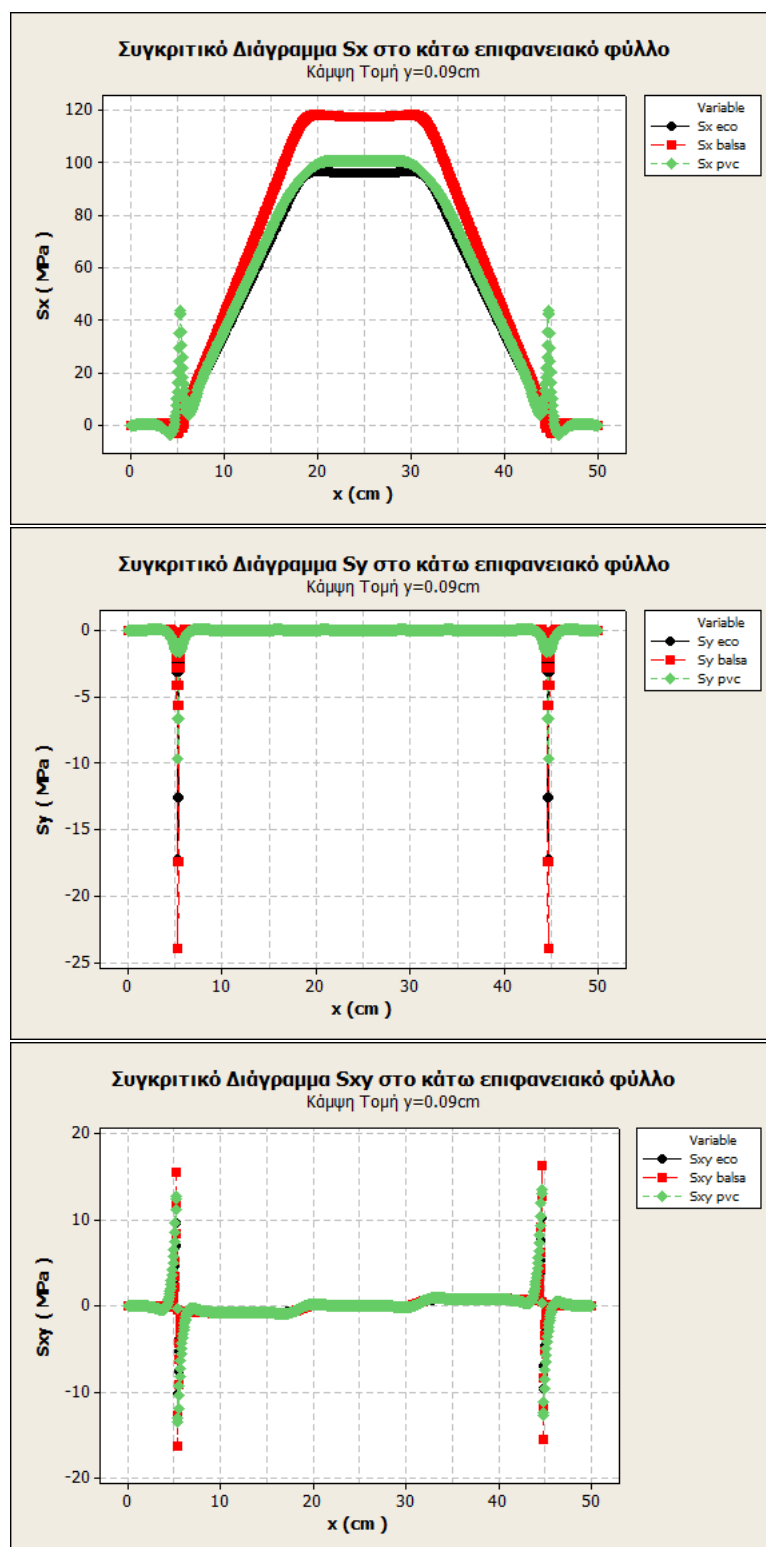 Συγκριτικό Διάγραμμα Sx στο κάτω επιφανειακό φύλλο
Κάμψη Τομή y=0.09cm
120
100
80
60
40
20
0
Sx ( MPa )
0 10 20 30 40 50
x (cm )
Variable
Sx eco
Sx balsa
Sx pvc
Συγκριτικό Διάγραμμα Sy στο κάτω επιφανειακό φύλλο
Κάμψη Τομή y=0.09cm
0
-5
-10
-15
-20
-25
Sy ( MPa )
0 10 20 30 40 50
x (cm )
Variable
Sy eco
Sy balsa
Sy pvc
Συγκριτικό Διάγραμμα Sxy στο κάτω επιφανειακό φύλλο
Κάμψη Τομή y=0.09cm
20
10
0
-10
-20
Sxy ( MPa )
0 10 20 30 40 50
x (cm )
Variable
Sxy eco
Sxy balsa
Sxy pvc